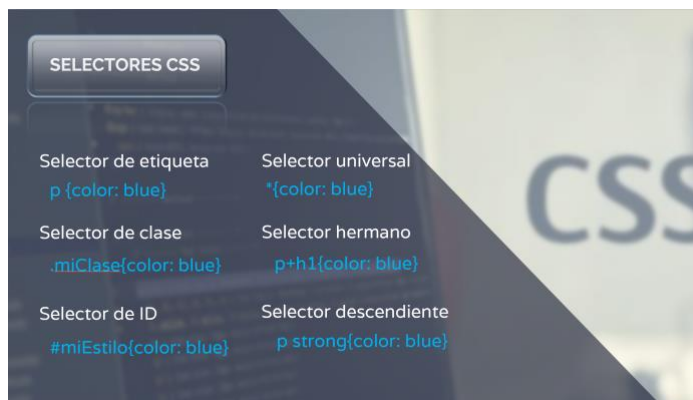 SELECTORES CSS
Selector de etiqueta
p {color: blue}
Selector universal
*{color: blue}
Selector de clase
.miClase{color: blue}
Selector hermano
p+h1{color: blue}
Selector de ID
#miEstilo{color: blue}
Selector descendiente
p strong{color: blue}
CSS